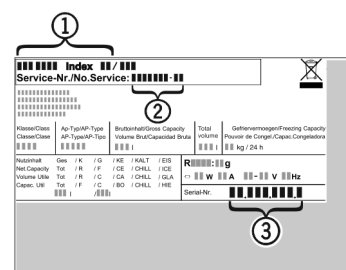 1
Index /
Service-Nr./No.Service: -
2
Klasse/Class Ap-Typ/AP-Type Bruttoinhalt/Gross Capacity Total Gefriervermoegen/Freezing Capacity
Classe/Clase AP-Type/AP-Tipo Volume Brut/Capacidad Bruta volume Pouvoir de Congel./Capac.Congeladora
l l kg / 24 h
Nutzinhalt Ges / K / G / KE / KALT / EIS
Net.Capacity Tot / R / F / CE / CHILL / ICE
Volume Utile Tot / R / C / CA / CHILL / GLA
Capac. Util Tot / F / C / BO / CHILL / HIE
l / l
R : g
W A - V Hz
Serial-Nr. . . .
3